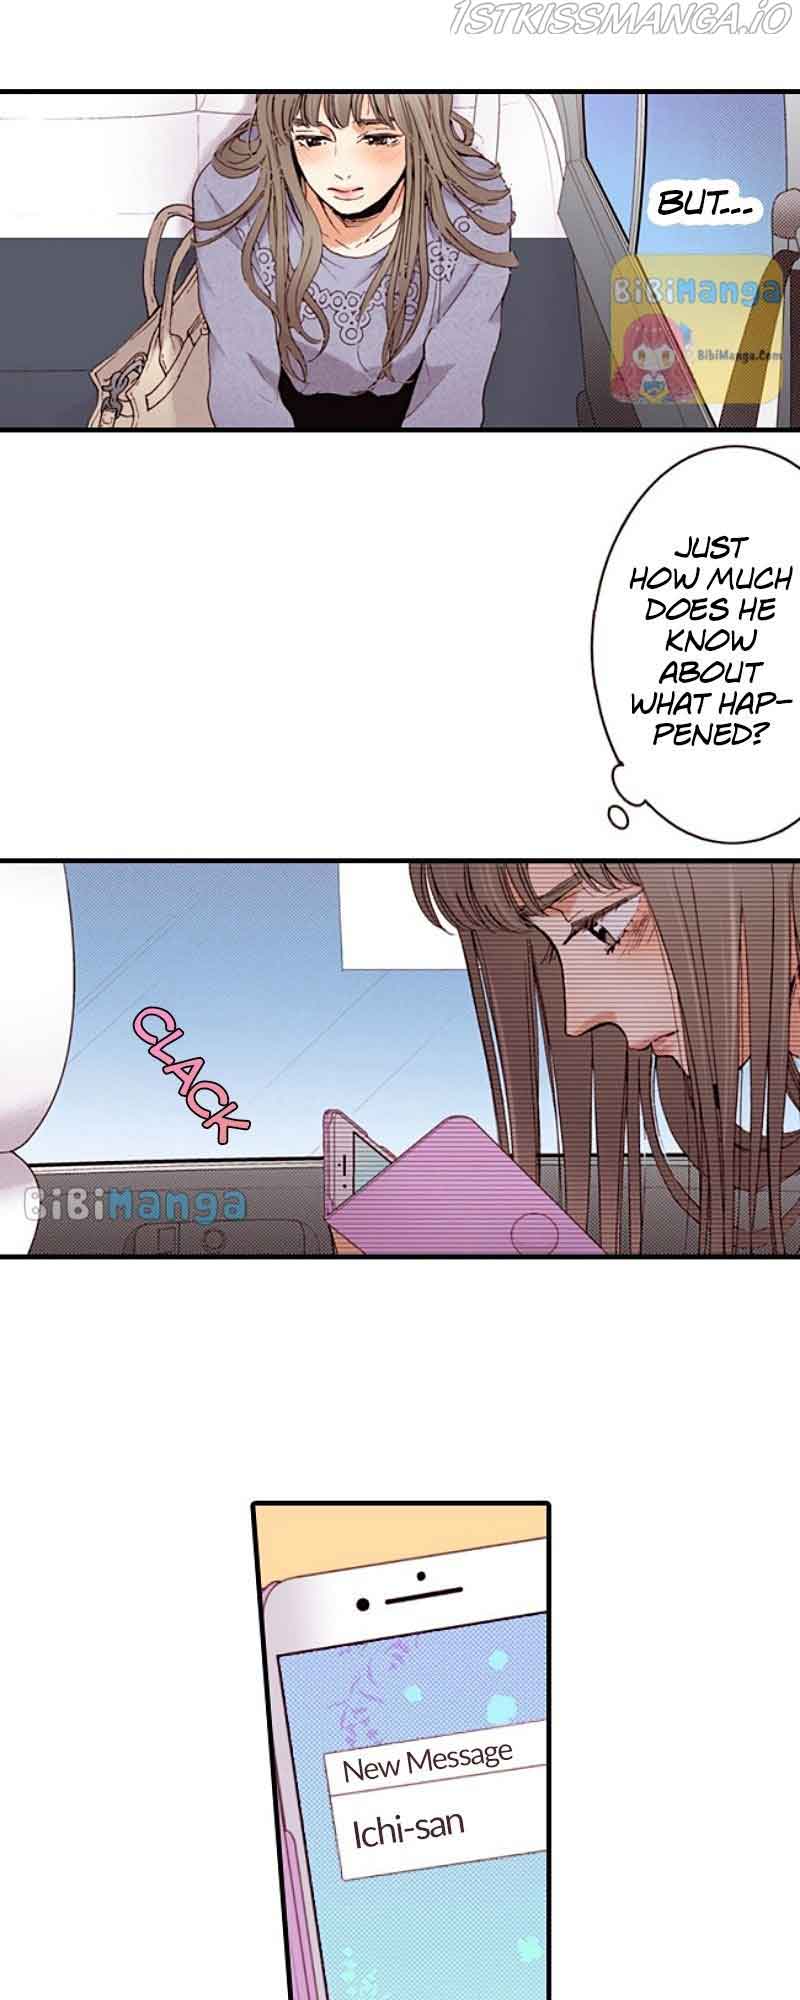 1STKISSMANGA.IO
BUT...
BiBiManga
BibiManga.Com
JUST
HOW MUCH
DOES HE
KNOW
ABOUT
WHAT HAP-
PENED?
CLACK
BiBiManga
New Message
Ichi-san